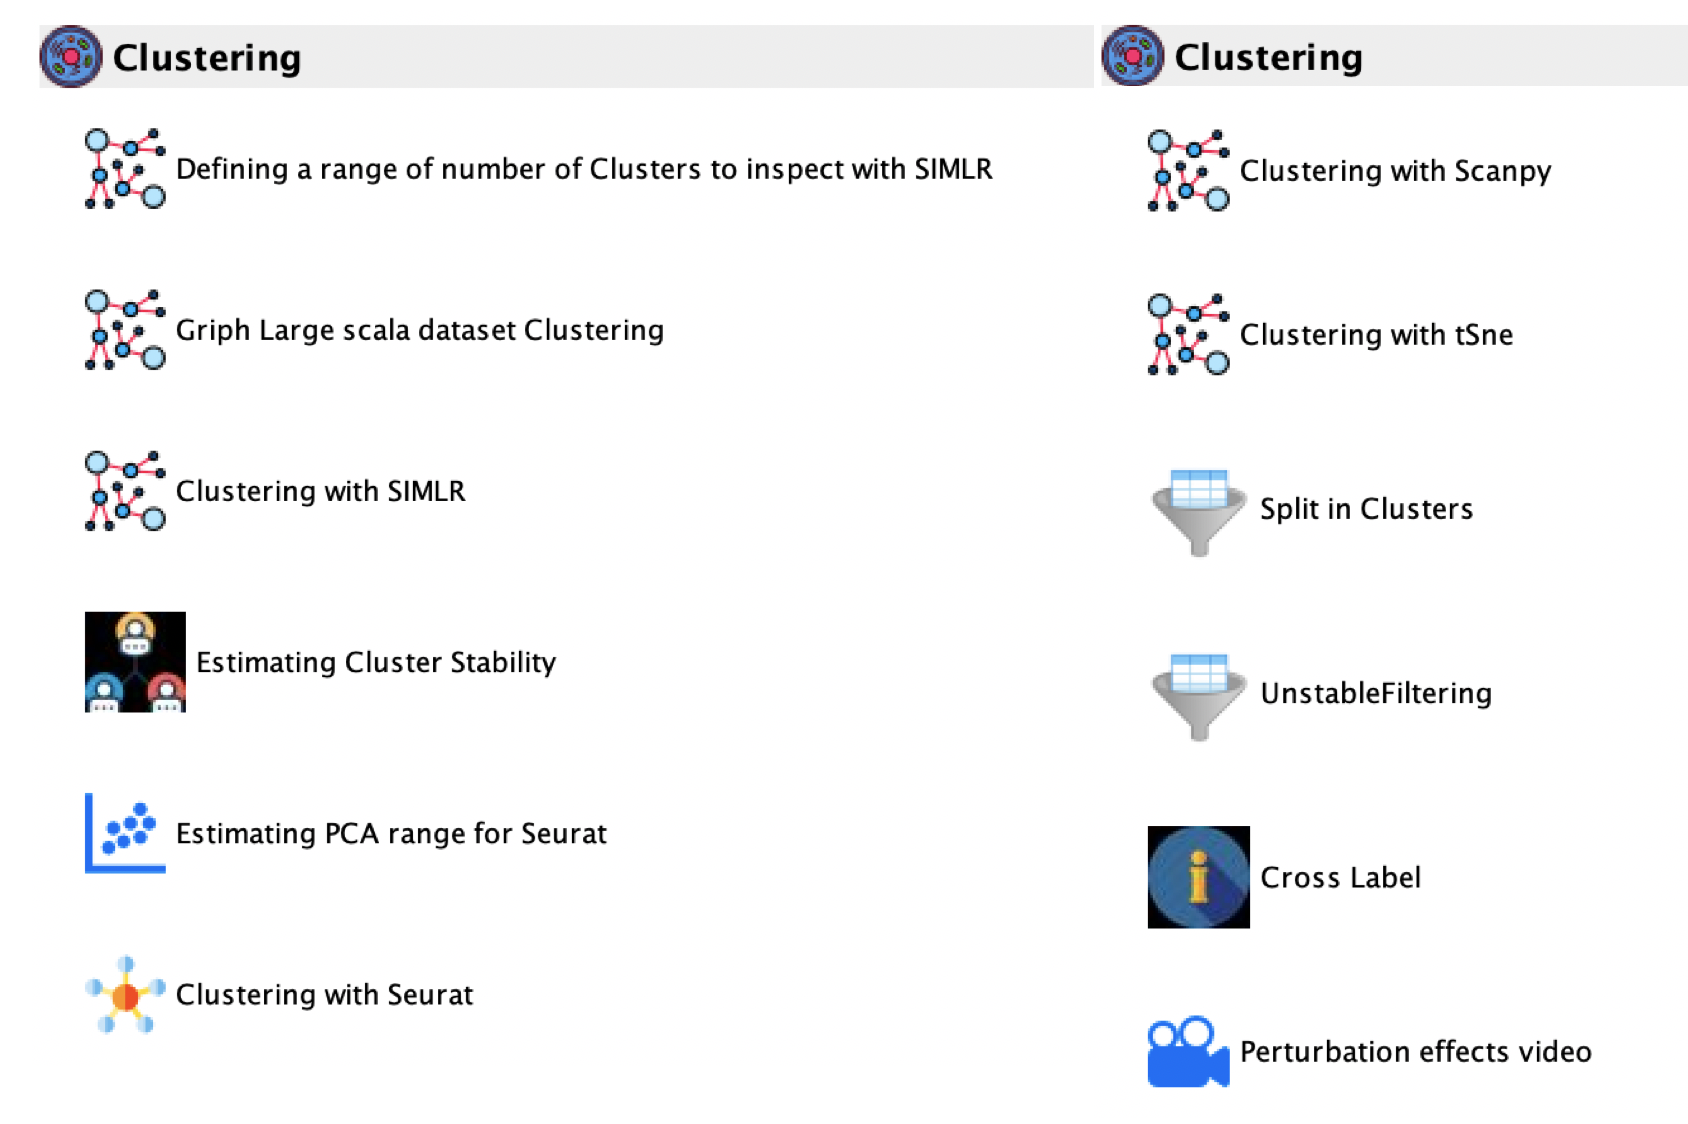 Clustering
Defining a range of number of Clusters to inspect with SIMLR
Griph Large scala dataset Clustering
Clustering with SIMLR
Estimating Cluster Stability
Estimating PCA range for Seurat
Clustering with Seurat
Clustering
Clustering with Scanpy
Clustering with tSne
Split in Clusters
UnstableFiltering
Cross Label
Perturbation effects video